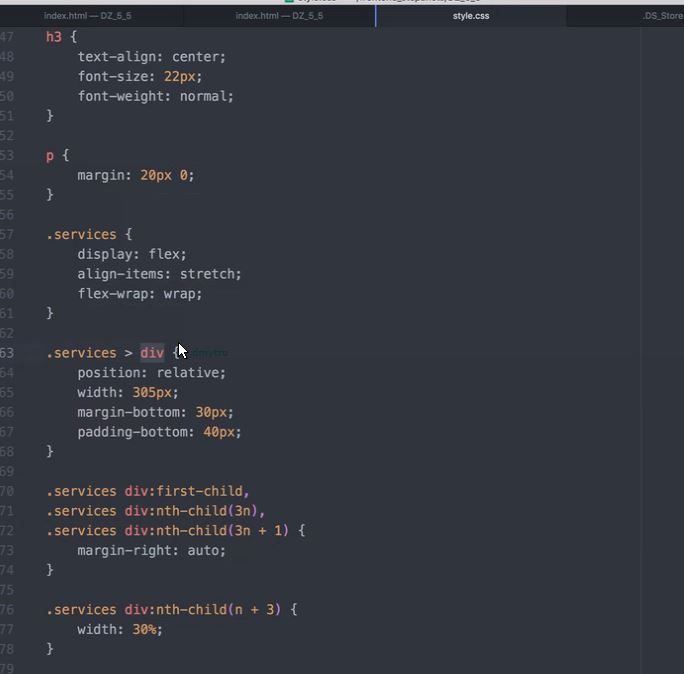 index.html — DZ_5_5
index.html — DZ_5_5
style.css
.DS_Store
47 h3 {
48 text-align: center;
49 font-size: 22px;
50 font-weight: normal;
51 }
52
53 p {
54 margin: 20px 0;
55 }
56
57 .services {
58 display: flex;
59 align-items: stretch;
60 flex-wrap: wrap;
61 }
62
63 .services > div {
64 position: relative;
65 width: 305px;
66 margin-bottom: 30px;
67 padding-bottom: 40px;
68 }
69
70 .services div:first-child,
71 .services div:nth-child(3n),
72 .services div:nth-child(3n + 1) {
73 margin-right: auto;
74 }
75
76 .services div:nth-child(n + 3) {
77 width: 30%;
78 }
79